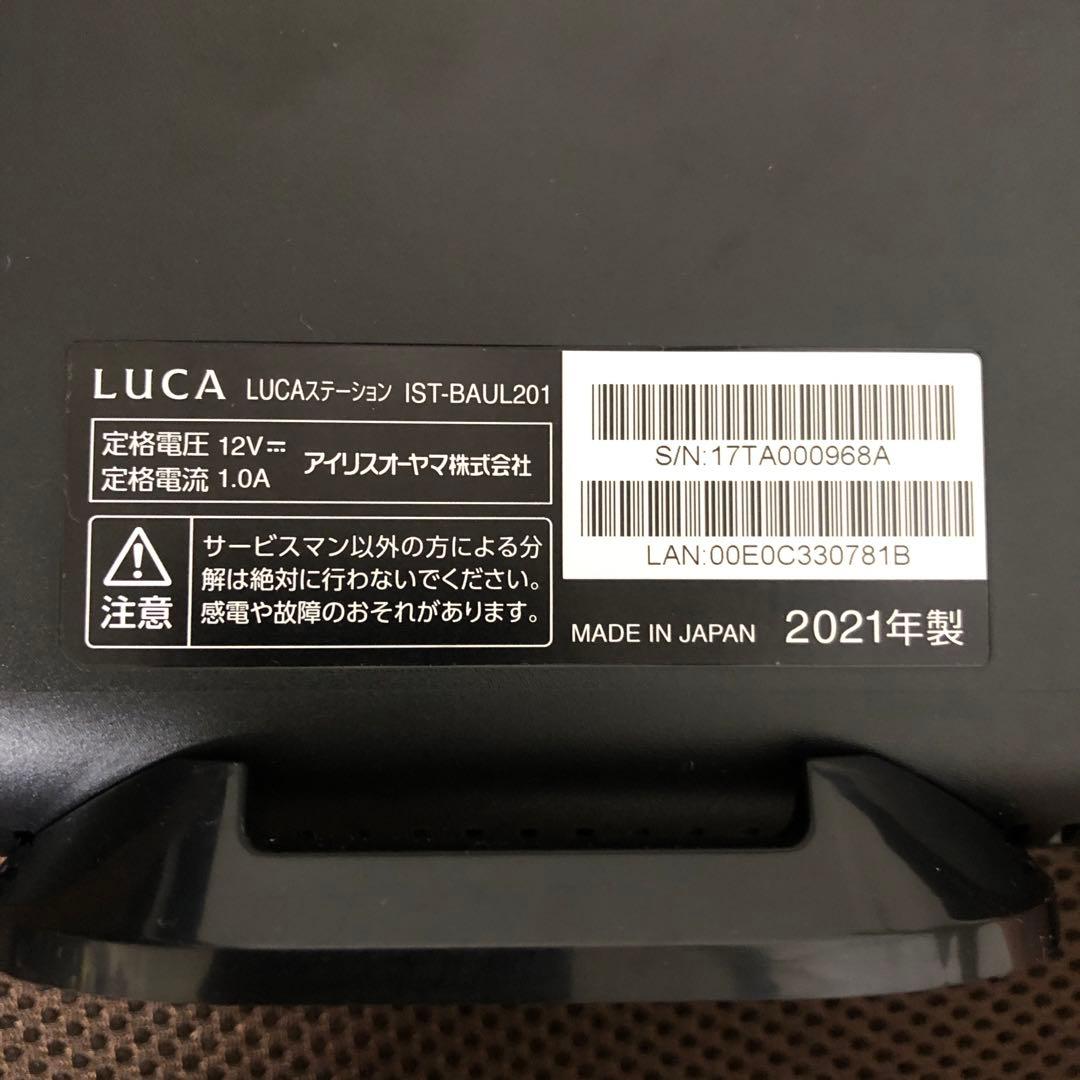 LUCA LUCAステーション IST-BAUL201
定格電圧 12V⎓
定格電流 1.0A
アイリスオーヤマ株式会社
注意
サービスマン以外の方による分
解は絶対に行わないでください。
感電や故障のおそれがあります。
S/N:17TA000968A
LAN:00E0C330781B
MADE IN JAPAN 2021年製